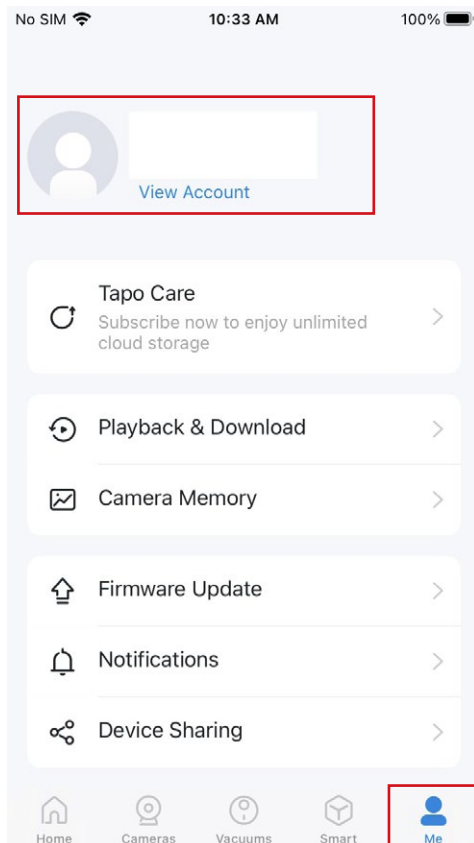 No SIM 10:33 AM 100%
View Account
Tapo Care
Subscribe now to enjoy unlimited
cloud storage
Playback & Download
Camera Memory
Firmware Update
Notifications
Device Sharing
Home Cameras Vacuums Smart Me